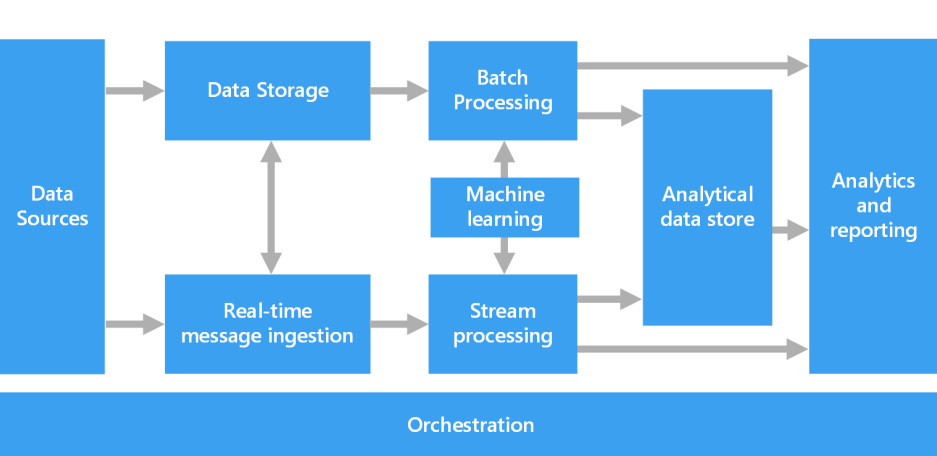 Data
Sources
Data Storage
Real-time
message ingestion
Batch
Processing
Machine
learning
Stream
processing
Analytical
data store
Analytics
and
reporting
Orchestration